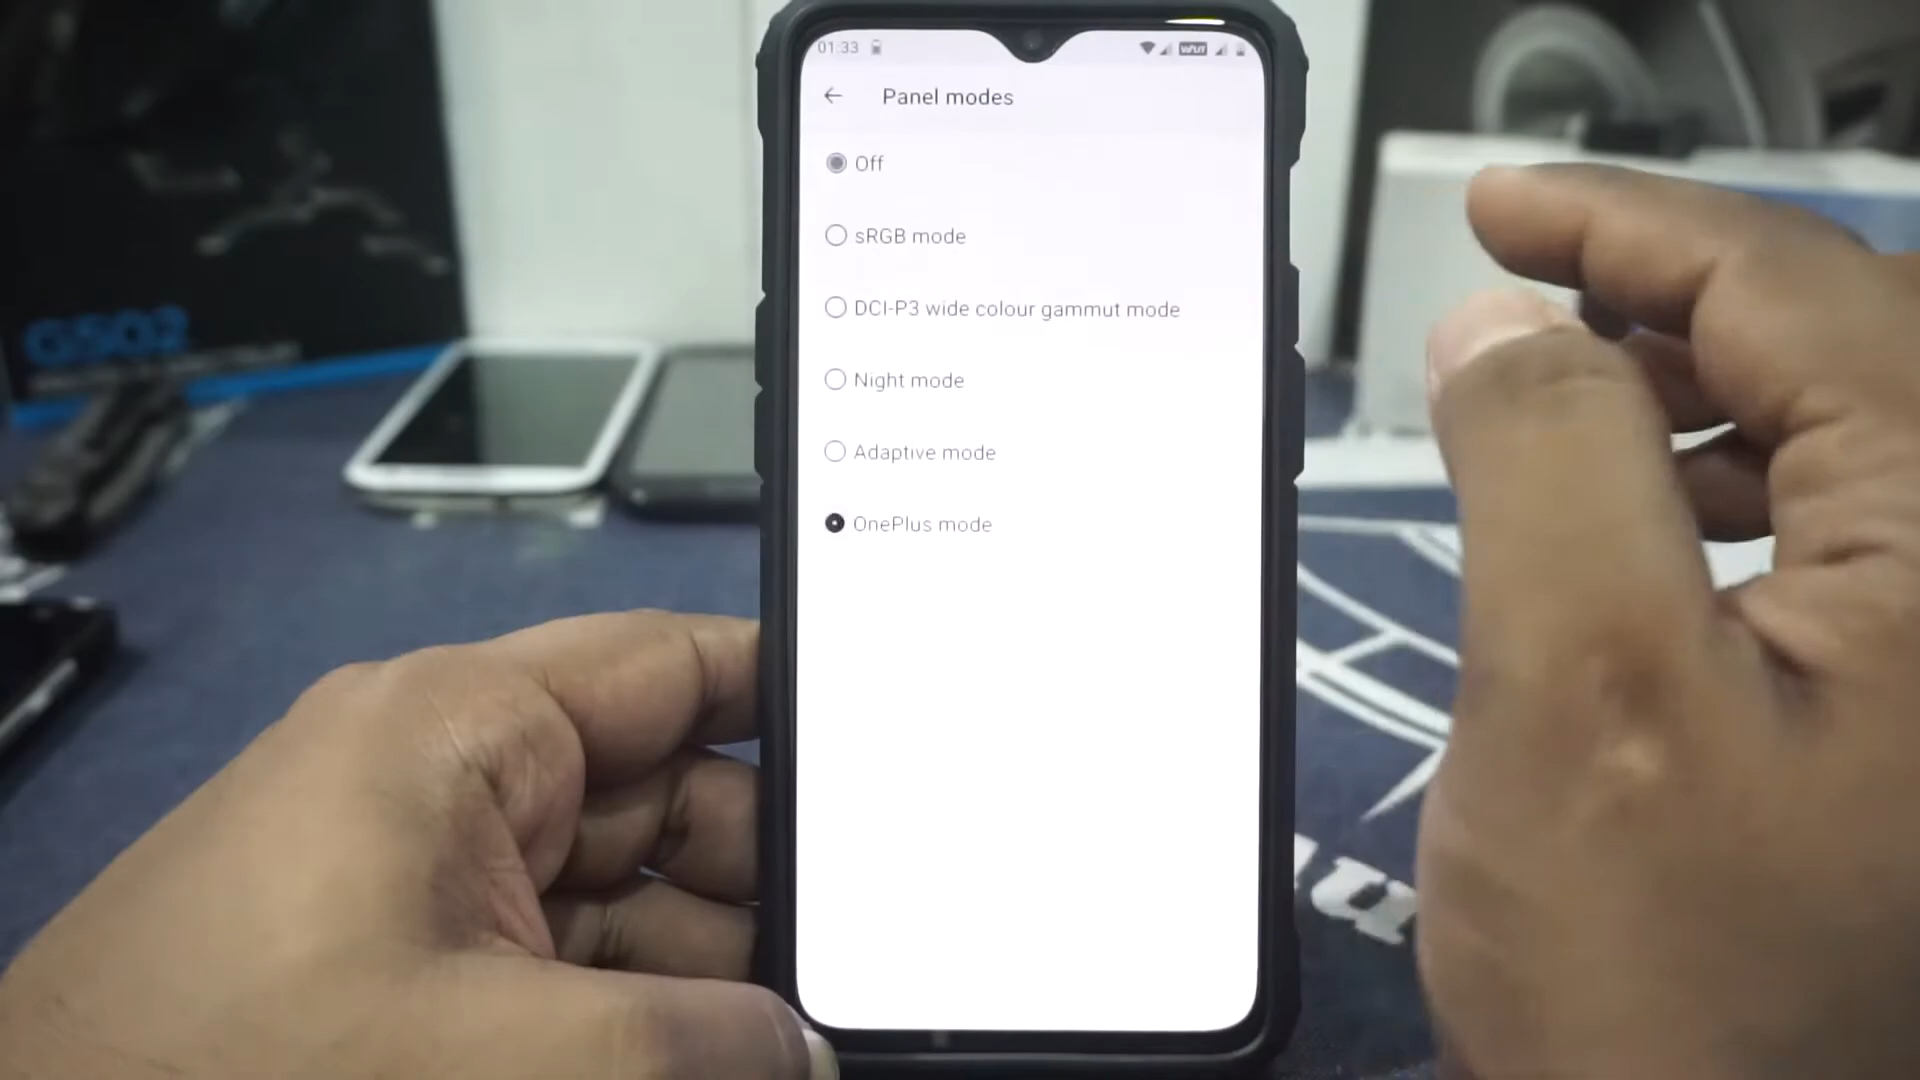 01:33
Panel modes
Off
sRGB mode
DCI-P3 wide colour gammut mode
Night mode
Adaptive mode
OnePlus mode
G502